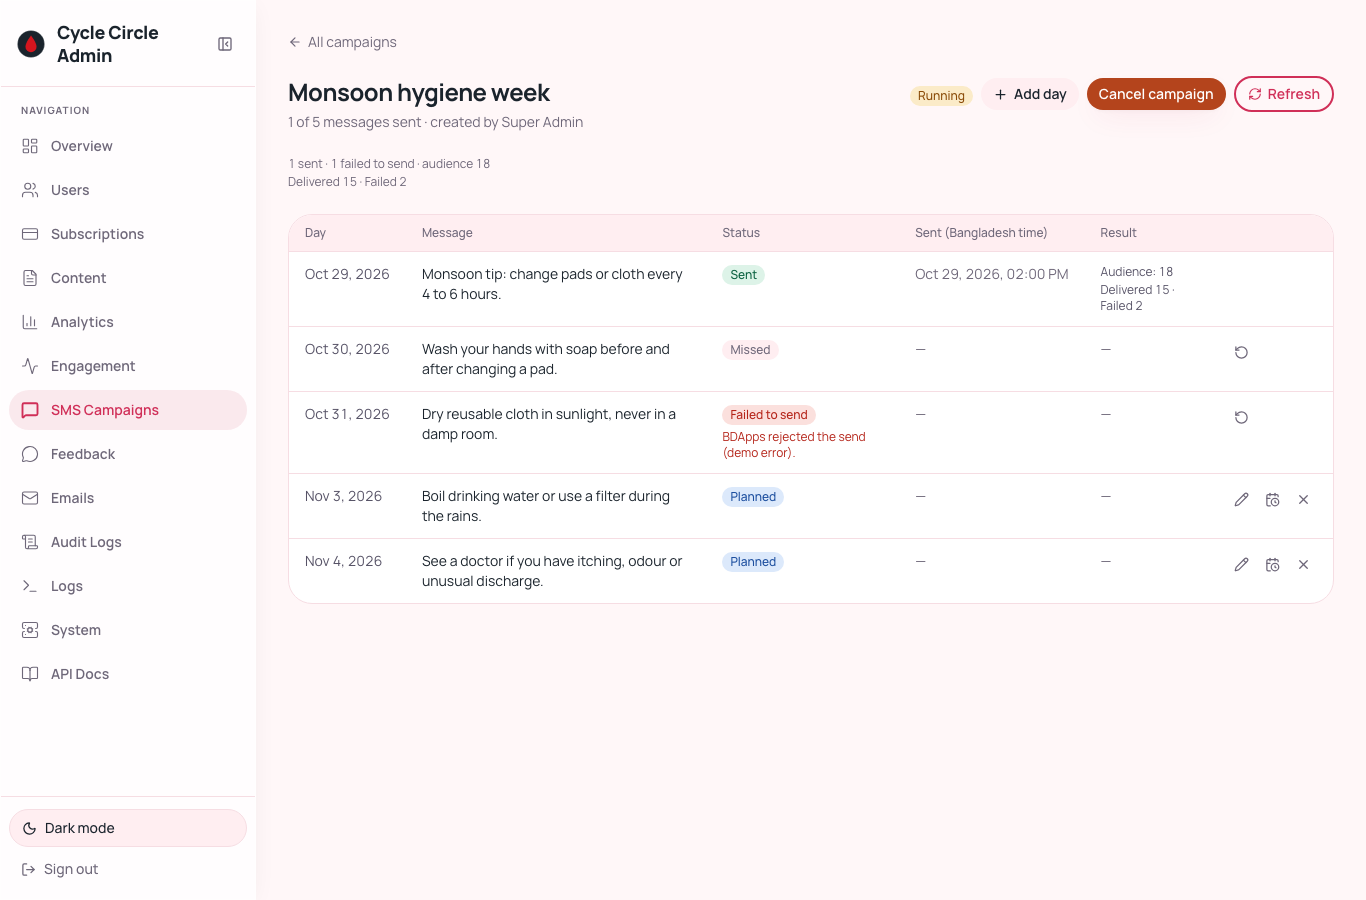 Cycle Circle
Admin
NAVIGATION
Overview
Users
Subscriptions
Content
Analytics
Engagement
SMS Campaigns
Feedback
Emails
Audit Logs
Logs
System
API Docs
Dark mode
Sign out
All campaigns
Monsoon hygiene week
Running
Add day
Cancel campaign
Refresh
1 of 5 messages sent · created by Super Admin
1 sent · 1 failed to send · audience 18
Delivered 15 · Failed 2
Day Message Status Sent (Bangladesh time) Result
Oct 29, 2026 Monsoon tip: change pads or cloth every
4 to 6 hours.
Sent
Oct 29, 2026, 02:00 PM
Audience: 18
Delivered 15 ·
Failed 2
Oct 30, 2026 Wash your hands with soap before and
after changing a pad.
Missed
—
—
Oct 31, 2026 Dry reusable cloth in sunlight, never in a
damp room.
Failed to send
BDApps rejected the send
(demo error).
—
—
Nov 3, 2026 Boil drinking water or use a filter during
the rains.
Planned
—
—
Nov 4, 2026 See a doctor if you have itching, odour or
unusual discharge.
Planned
—
—